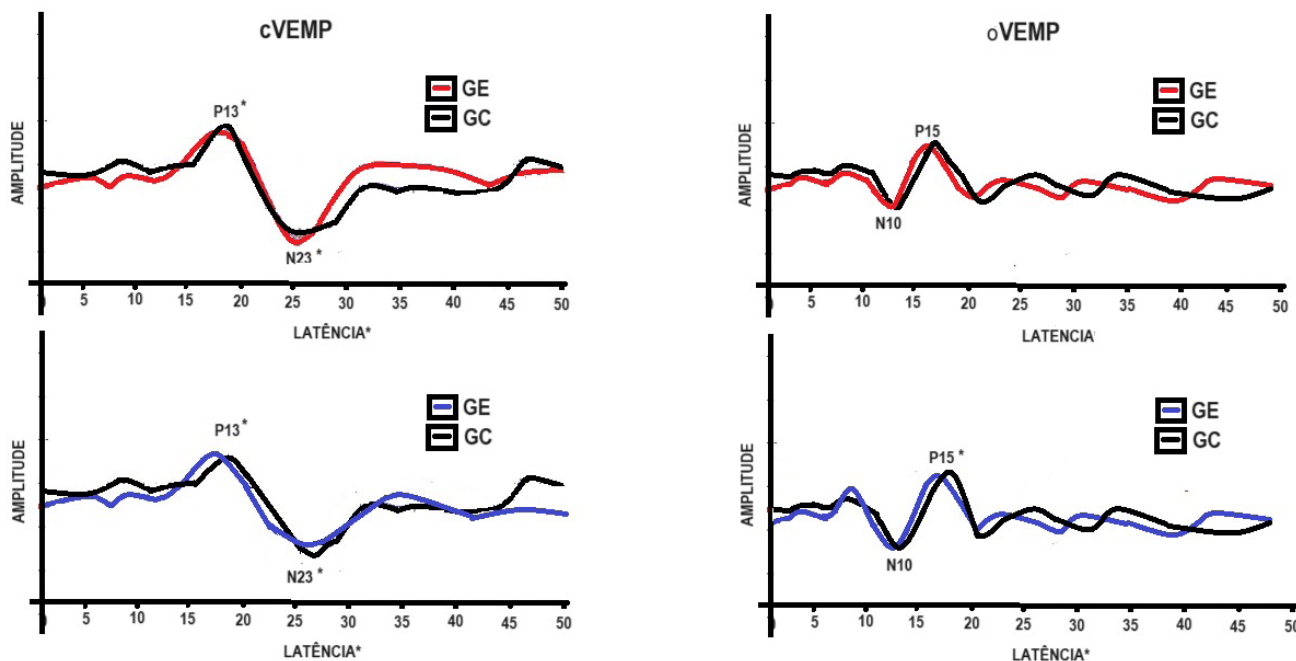 cVEMP
GE
GC
P13 *
AMPLITUDE
N23 *
0 5 10 15 20 25 30 35 40 45 50
LATÊNCIA*
oVEMP
GE
GC
P15
AMPLITUDE
N10
0 5 10 15 20 25 30 35 40 45 50
LATENCIA
GE
GC
P13 *
AMPLITUDE
N23 *
5 10 15 20 25 30 35 40 45 50
LATÊNCIA*
GE
GC
P15 *
AMPLITUDE
N10
5 10 15 20 25 30 35 40 45 50
LATÊNCIA*